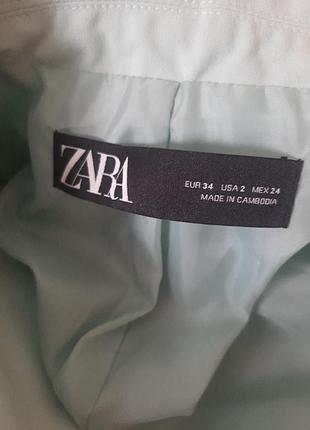 ZARA
EUR 34 USA 2 MEX 24
MADE IN CAMBODIA